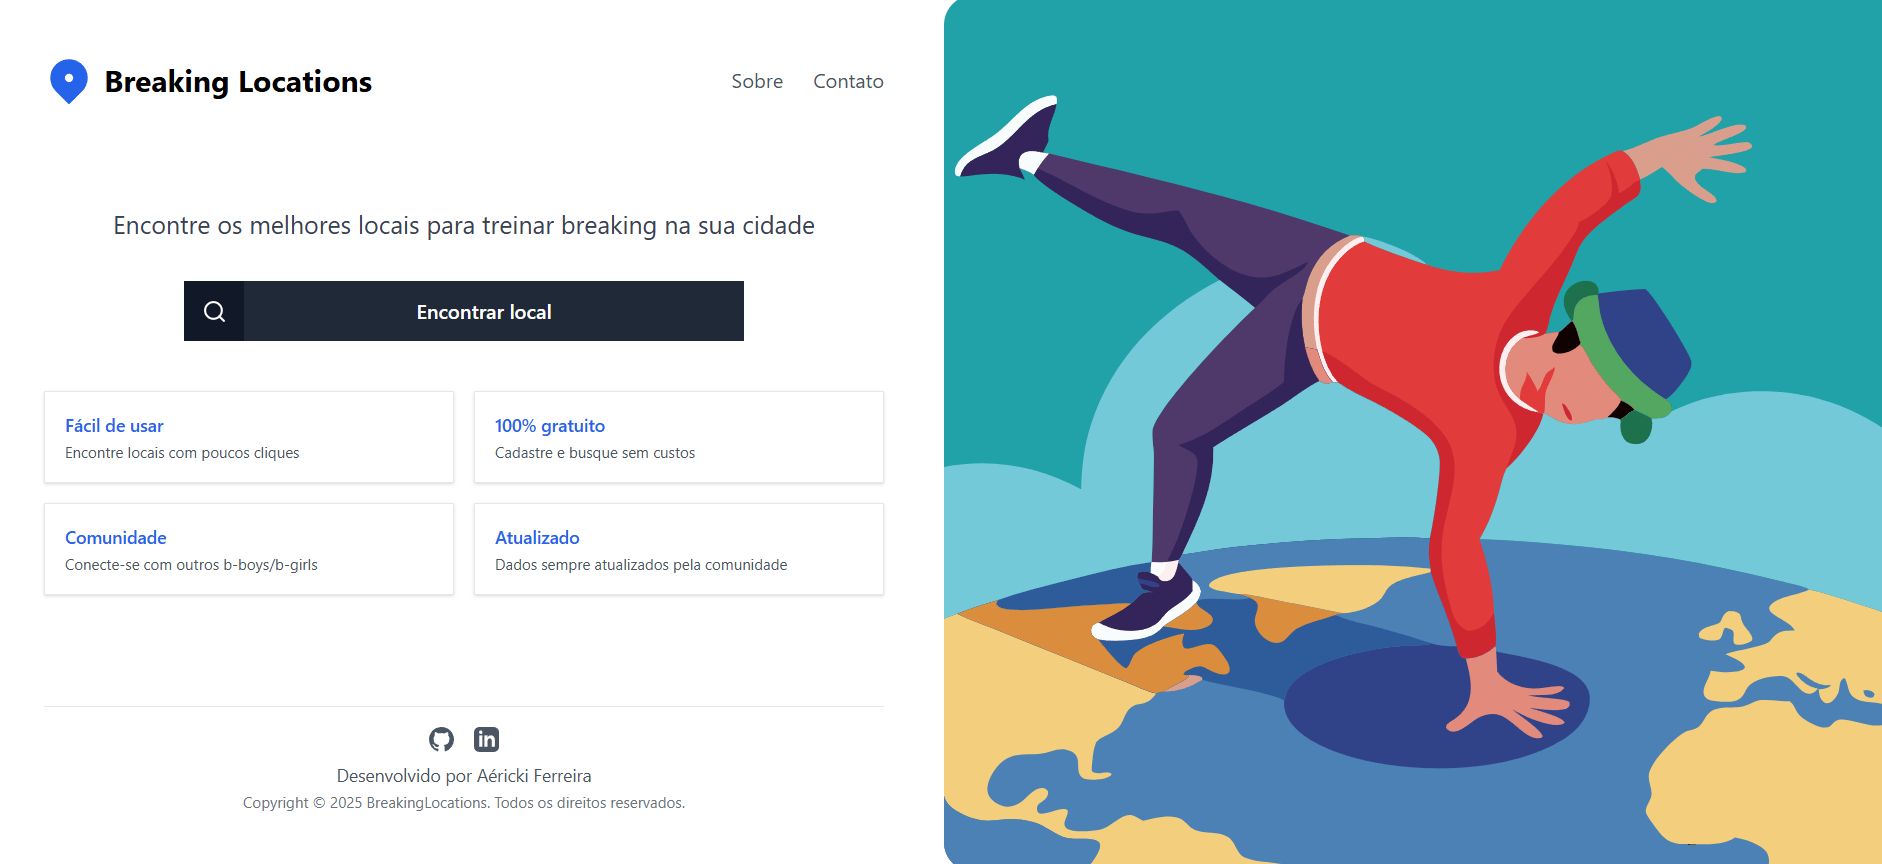 Breaking Locations
Sobre
Contato
Encontre os melhores locais para treinar breaking na sua cidade
Encontrar local
Fácil de usar
Encontre locais com poucos cliques
100% gratuito
Cadastre e busque sem custos
Comunidade
Conecte-se com outros b-boys/b-girls
Atualizado
Dados sempre atualizados pela comunidade
in
Desenvolvido por Aéricki Ferreira
Copyright © 2025 BreakingLocations. Todos os direitos reservados.